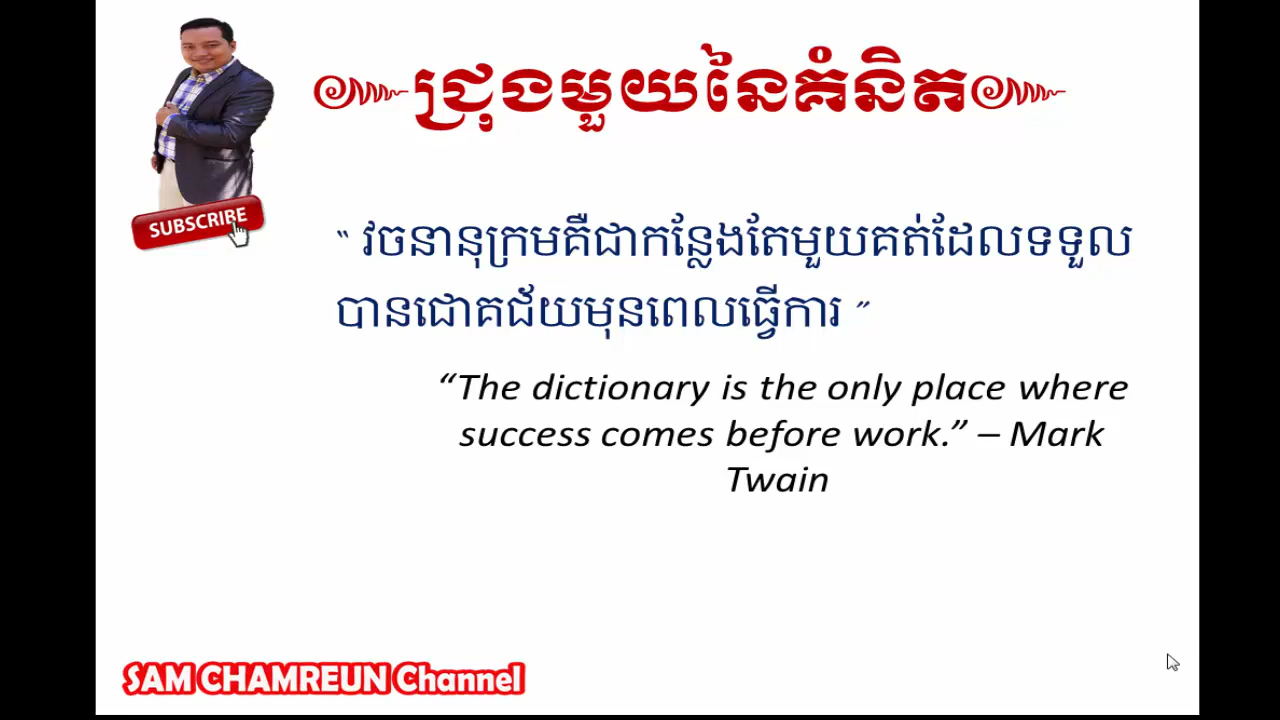 ជ្រុងមួយនៃគំនិត
SUBSCRIBE
“ វចនានុក្រមគឺជាកន្លែងតែមួយគត់ដែលទទួល
បានជោគជ័យមុនពេលធ្វើការ ”
“The dictionary is the only place where
success comes before work.” – Mark
Twain
SAM CHAMREUN Channel